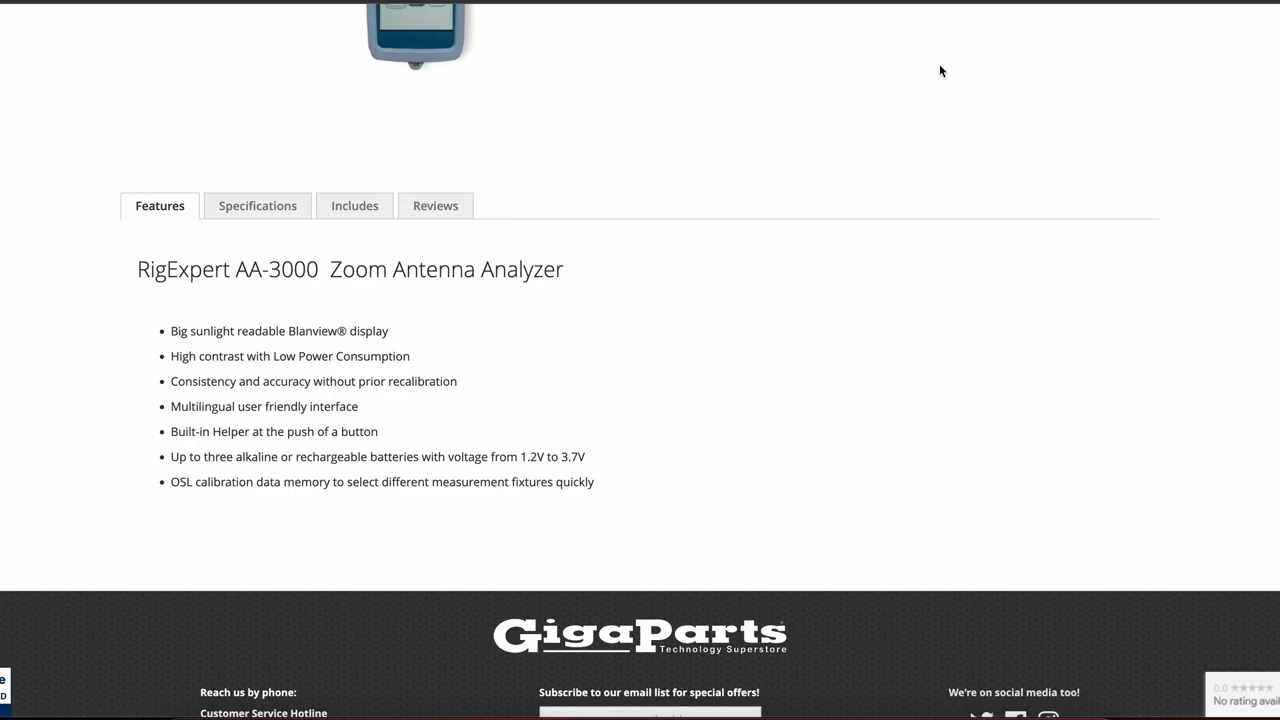 Features
Specifications
Includes
Reviews
RigExpert AA-3000 Zoom Antenna Analyzer
Big sunlight readable Blanview® display
High contrast with Low Power Consumption
Consistency and accuracy without prior recalibration
Multilingual user friendly interface
Built-in Helper at the push of a button
Up to three alkaline or rechargeable batteries with voltage from 1.2V to 3.7V
OSL calibration data memory to select different measurement fixtures quickly
GigaParts
Technology Superstore
Reach us by phone:
Subscribe to our email list for special offers!
We're on social media too!
Customer Service Hotline
0,0
No rating avai